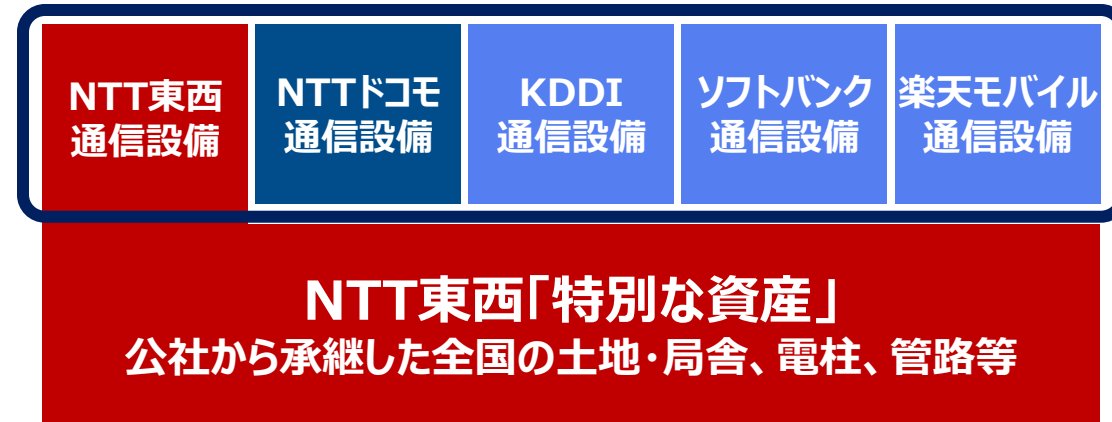 NTT東西
通信設備
NTTドコモ
通信設備
KDDI
通信設備
ソフトバンク
通信設備
楽天モバイル
通信設備
NTT東西「特別な資産」
公社から承継した全国の土地・局舎、電柱、管路等